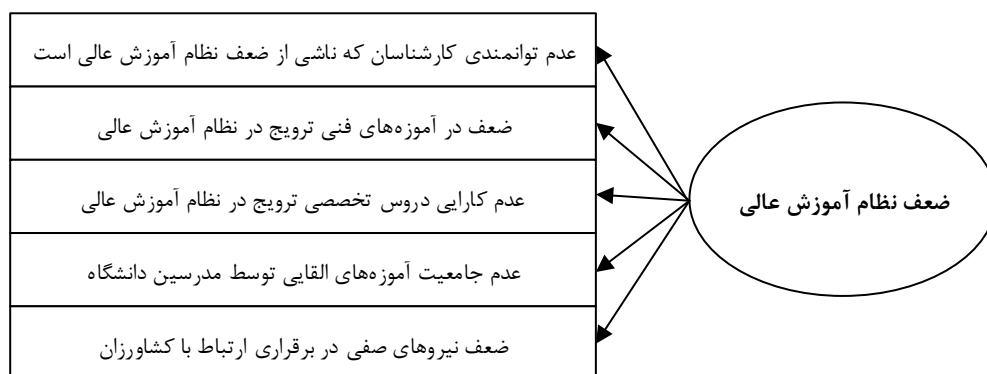 عدم توانمندی کارشناسان که ناشی از ضعف نظام آموزش عالی است
ضعف در آموزه‌های فنی ترویج در نظام آموزش عالی
عدم کارایی دروس تخصصی ترویج در نظام آموزش عالی
عدم جامعیت آموزه‌های القایی توسط مدرسین دانشگاه
ضعف نیروهای صفی در برقراری ارتباط با کشاورزان
ضعف نظام آموزش عالی